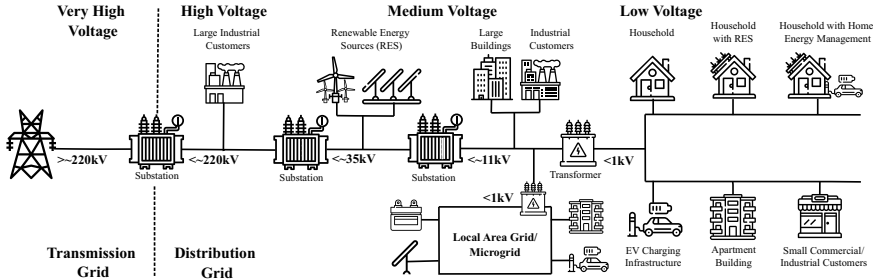 Very High
Voltage
High Voltage
Medium Voltage
Low Voltage
Large Industrial
Customers
Renewable Energy
Sources (RES)
Large
Buildings
Industrial
Customers
Household
Household
with RES
Household with Home
Energy Management
>~220kV
Substation
<~220kV
Substation
<~35kV
Substation
<~11kV
Transformer
<1kV
<1kV
Local Area Grid/
Microgrid
EV Charging
Infrastructure
Apartment
Building
Small Commercial/
Industrial Customers
Transmission
Grid
Distribution
Grid